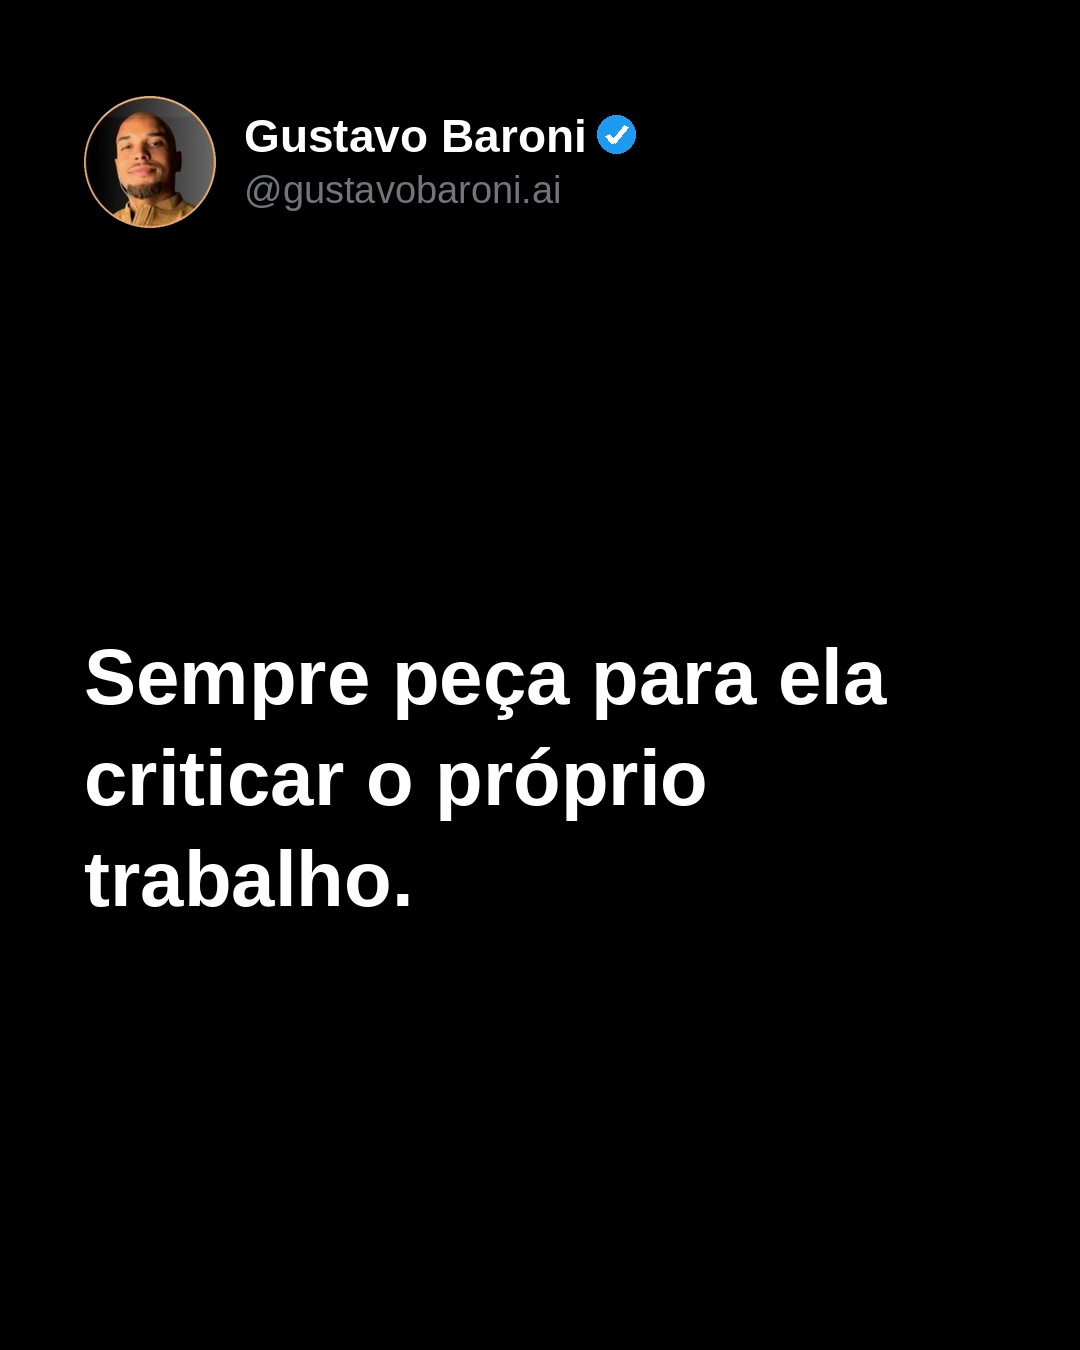 Gustavo Baroni
@gustavobaroni.ai
Sempre peça para ela
criticar o próprio
trabalho.